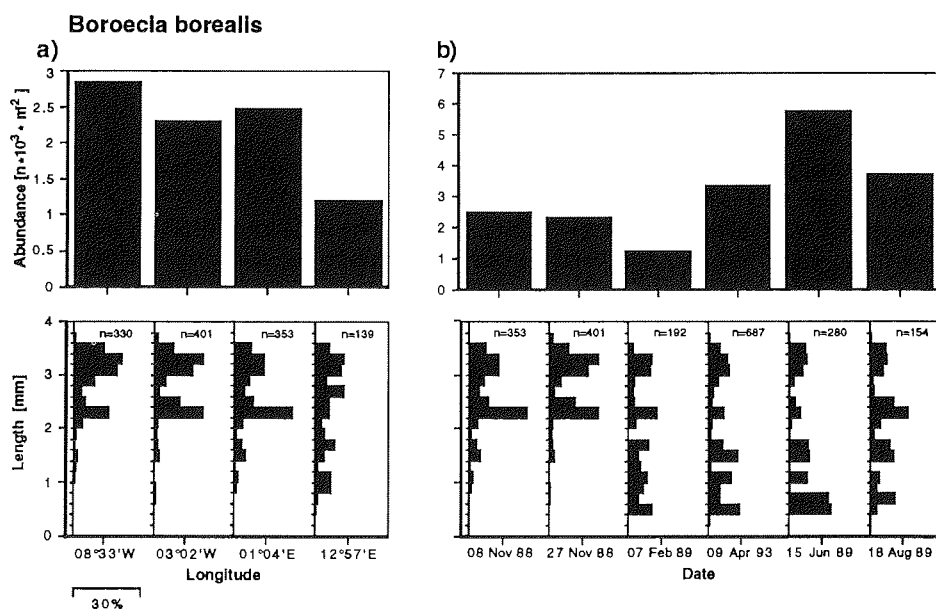 Boroecia borealis
a)
b)
Abundance [n*10³ * m²]
3
2.5
2
1.5
1
0.5
0
7
6
5
4
3
2
1
0
n=330 n=401 n=353 n=139
n=353 n=401 n=192 n=687 n=280 n=154
Length [mm]
4
3
2
1
0
08°33'W 03°02'W 01°04'E 12°57'E
Longitude
08 Nov 88 27 Nov 88 07 Feb 89 09 Apr 93 15 Jun 89 18 Aug 89
Date
30%